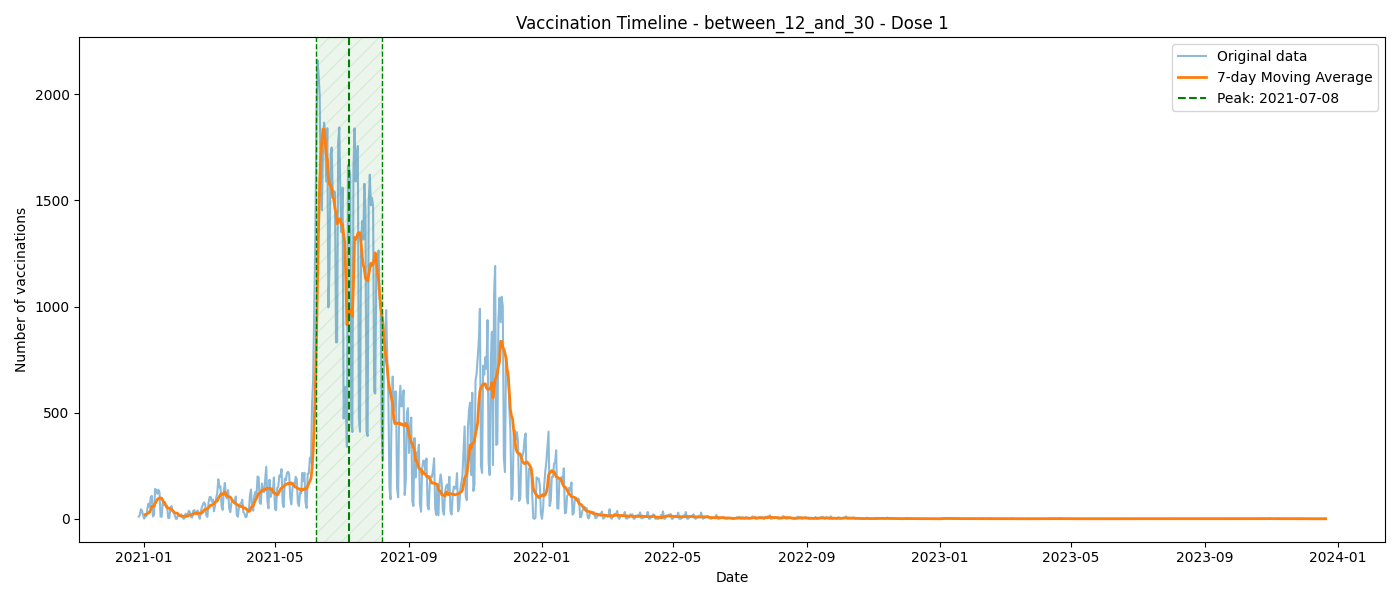 Vaccination Timeline - between_12_and_30 - Dose 1
Original data
7-day Moving Average
Peak: 2021-07-08
Number of vaccinations
2000
1500
1000
500
0
2021-01 2021-05 2021-09 2022-01 2022-05 2022-09 2023-01 2023-05 2023-09 2024-01
Date